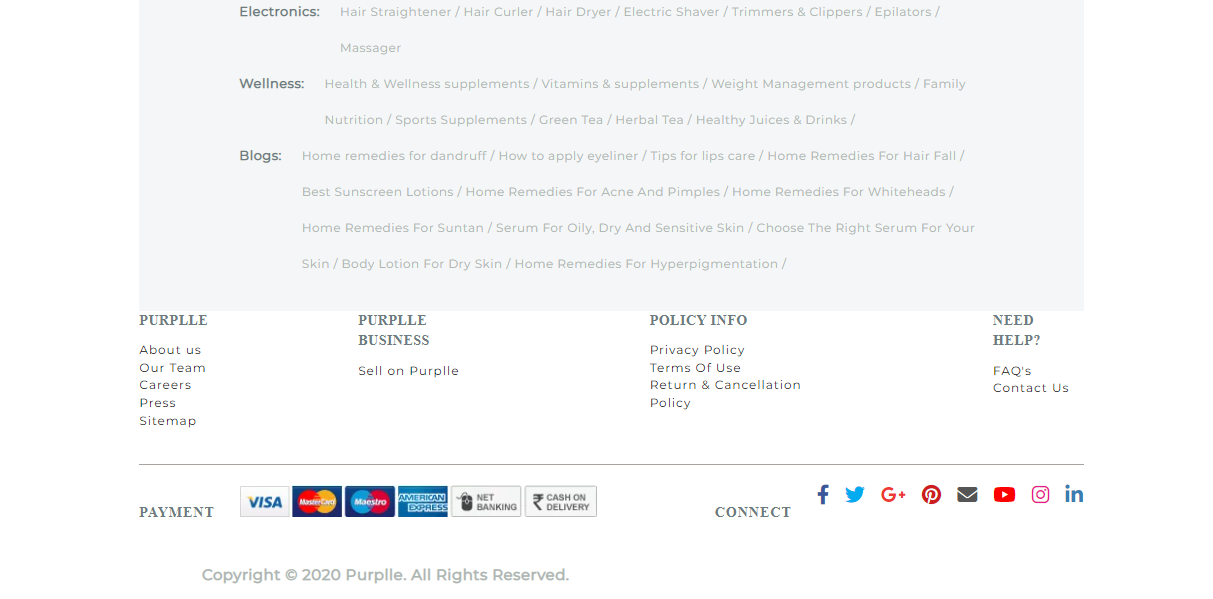 Electronics: Hair Straightener / Hair Curler / Hair Dryer / Electric Shaver / Trimmers & Clippers / Epilators /
Massager
Wellness: Health & Wellness supplements / Vitamins & supplements / Weight Management products / Family
Nutrition / Sports Supplements / Green Tea / Herbal Tea / Healthy Juices & Drinks /
Blogs: Home remedies for dandruff / How to apply eyeliner / Tips for lips care / Home Remedies For Hair Fall /
Best Sunscreen Lotions / Home Remedies For Acne And Pimples / Home Remedies For Whiteheads /
Home Remedies For Suntan / Serum For Oily, Dry And Sensitive Skin / Choose The Right Serum For Your
Skin / Body Lotion For Dry Skin / Home Remedies For Hyperpigmentation /
PURPLLE
About us
Our Team
Careers
Press
Sitemap
PURPLLE
BUSINESS
Sell on Purplle
POLICY INFO
Privacy Policy
Terms Of Use
Return & Cancellation
Policy
NEED
HELP?
FAQ's
Contact Us
PAYMENT
VISA
MasterCard
Maestro
AMERICAN
EXPRESS
NET
BANKING
₹ CASH ON
DELIVERY
CONNECT
G+
Copyright © 2020 Purplle. All Rights Reserved.